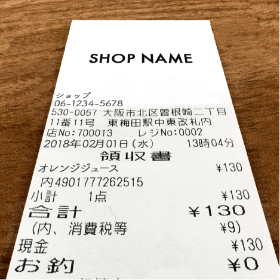 SHOP NAME
ショップ
06-1234-5678
530-0057 大阪市北区曽根崎二丁目
11番11号 東梅田駅中東改札内
店No:700013 レジNo:0002
2018年02月01日(水) 13時04分
領収書
オレンジジュース ¥130
内4901777262515
小計 1点 ¥130
合計 ¥130
(内、消費税等 ¥9)
現金 ¥130
お釣 ¥0